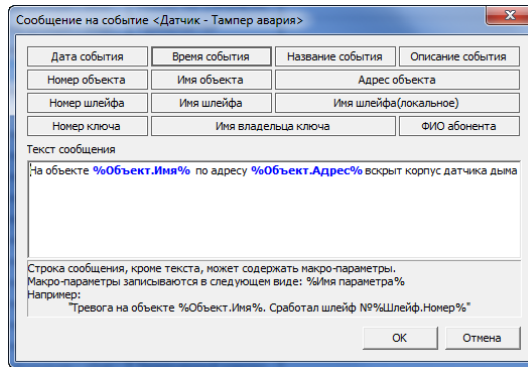 Сообщение на событие <Датчик - Тампер авария>
Дата события Время события Название события Описание события
Номер объекта Имя объекта Адрес объекта
Номер шлейфа Имя шлейфа Имя шлейфа(локальное)
Номер ключа Имя владельца ключа ФИО абонента
Текст сообщения
На объекте %Объект.Имя% по адресу %Объект.Адрес% вскрыт корпус датчика дыма
Строка сообщения, кроме текста, может содержать макро-параметры.
Макро-параметры записываются в следующем виде: %Имя параметра%
Например:
"Тревога на объекте %Объект.Имя%. Сработал шлейф №%Шлейф.Номер%"
OK Отмена